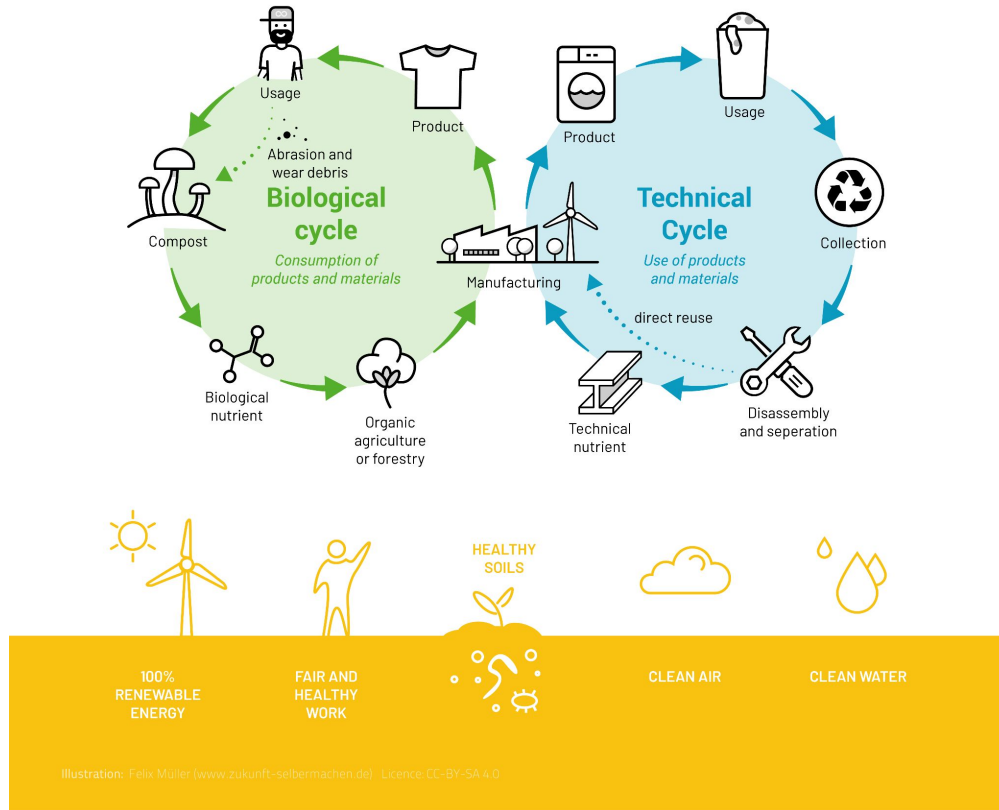 Usage
Abrasion and
wear debris
Product
Compost
Biological
cycle
Consumption of
products and materials
Biological
nutrient
Organic
agriculture
or forestry
Manufacturing
Product
Usage
Technical
Cycle
Use of products
and materials
Collection
direct reuse
Technical
nutrient
Disassembly
and seperation
100%
RENEWABLE
ENERGY
FAIR AND
HEALTHY
WORK
HEALTHY
SOILS
CLEAN AIR
CLEAN WATER
Illustration: Felix Müller (www.zukunft-selbermachen.de) Licence: CC-BY-SA 4.0